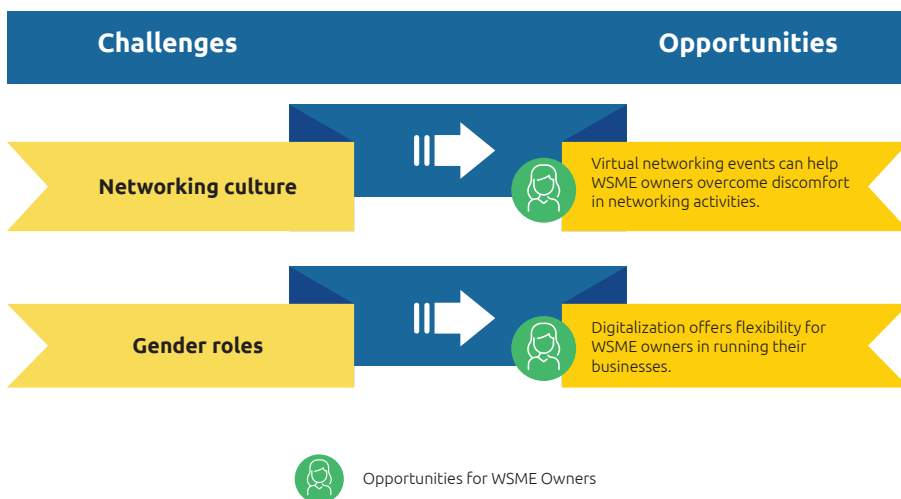 Challenges
Opportunities
Networking culture
Virtual networking events can help
WSME owners overcome discomfort
in networking activities.
Gender roles
Digitalization offers flexibility for
WSME owners in running their
businesses.
Opportunities for WSME Owners